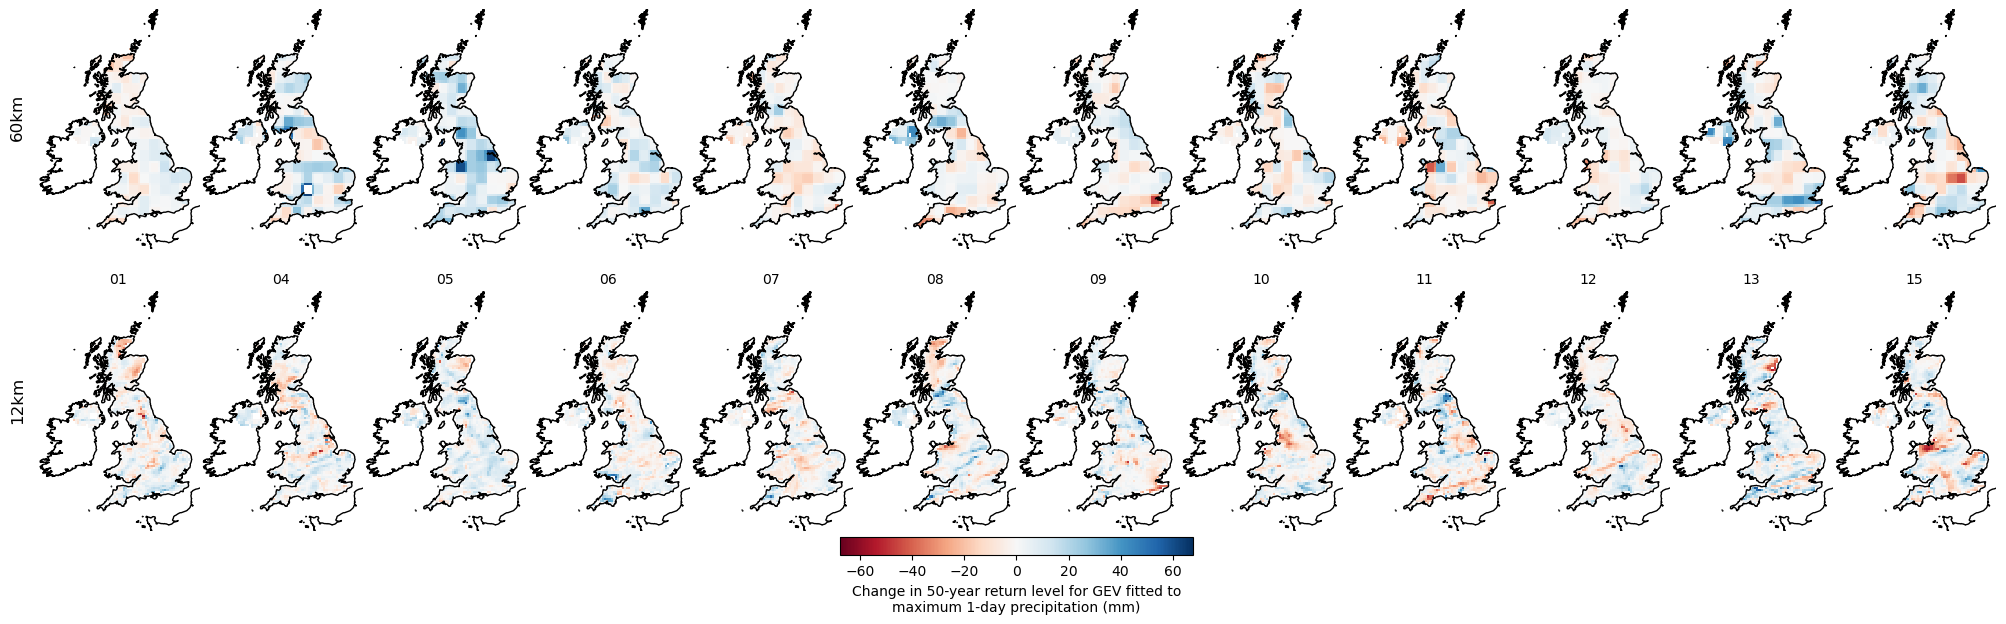 60km
01 04 05 06 07 08 09 10 11 12 13 15
12km
−60 −40 −20 0 20 40 60
Change in 50-year return level for GEV fitted to
maximum 1-day precipitation (mm)